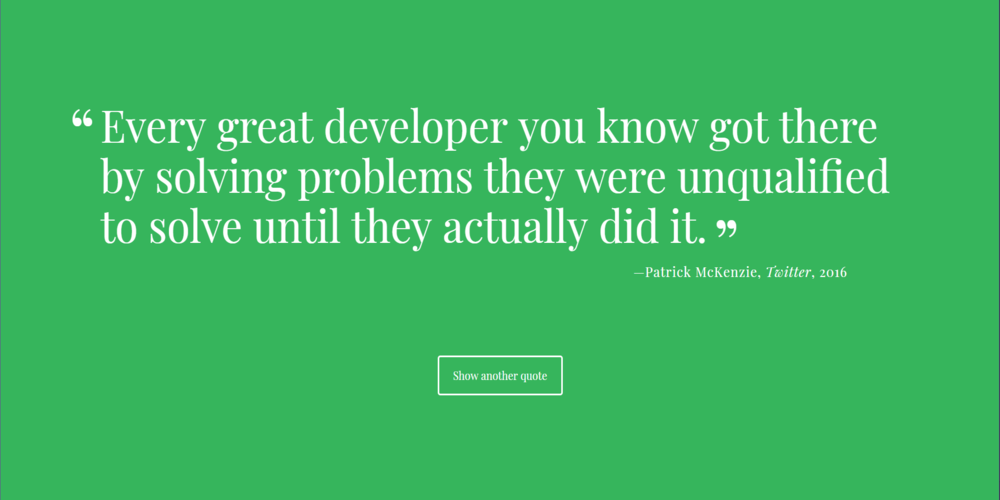 “ Every great developer you know got there
by solving problems they were unqualified
to solve until they actually did it. ”
—Patrick McKenzie, Twitter, 2016
Show another quote